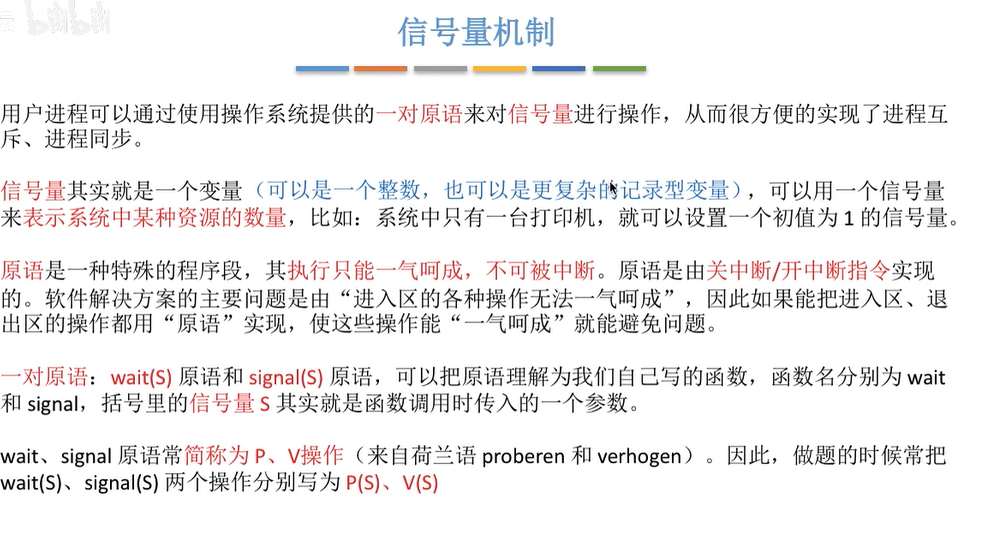 bilibili
信号量机制
用户进程可以通过使用操作系统提供的一对原语来对信号量进行操作，从而很方便的实现了进程互
斥、进程同步。
信号量其实就是一个变量（可以是一个整数，也可以是更复杂的记录型变量），可以用一个信号量
来表示系统中某种资源的数量，比如：系统中只有一台打印机，就可以设置一个初值为 1 的信号量。
原语是一种特殊的程序段，其执行只能一气呵成，不可被中断。原语是由关中断/开中断指令实现
的。软件解决方案的主要问题是由“进入区的各种操作无法一气呵成”，因此如果能把进入区、退
出区的操作都用“原语”实现，使这些操作能“一气呵成”就能避免问题。
一对原语：wait(S) 原语和 signal(S) 原语，可以把原语理解为我们自己写的函数，函数名分别为 wait
和 signal，括号里的信号量 S 其实就是函数调用时传入的一个参数。
wait、signal 原语常简称为 P、V操作（来自荷兰语 proberen 和 verhogen）。因此，做题的时候常把
wait(S)、signal(S) 两个操作分别写为 P(S)、V(S)